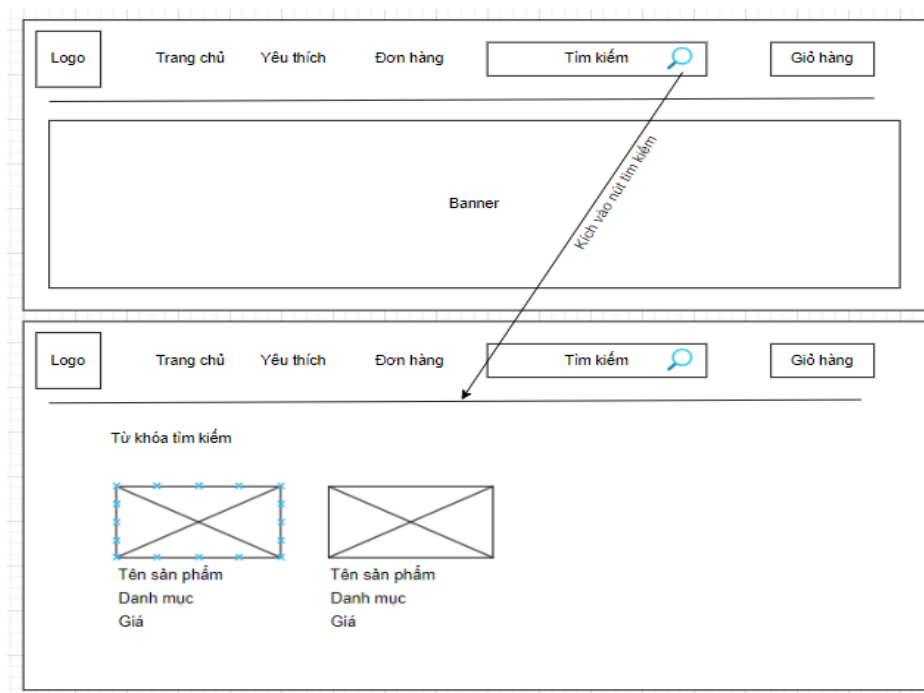 Logo Trang chủ Yêu thích Đơn hàng Tìm kiếm Giỏ hàng
Kích vào nút tìm kiếm
Banner
Logo Trang chủ Yêu thích Đơn hàng Tìm kiếm Giỏ hàng
Từ khóa tìm kiếm
Tên sản phẩm Tên sản phẩm
Danh mục Danh mục
Giá Giá